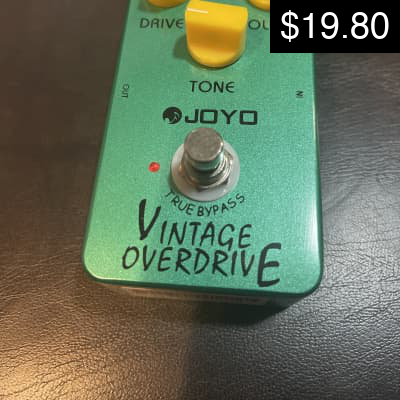 $19.80
DRIVE
TONE
OUT
IN
JOYO
TRUE BYPASS
VINTAGE
OVERDRIVE